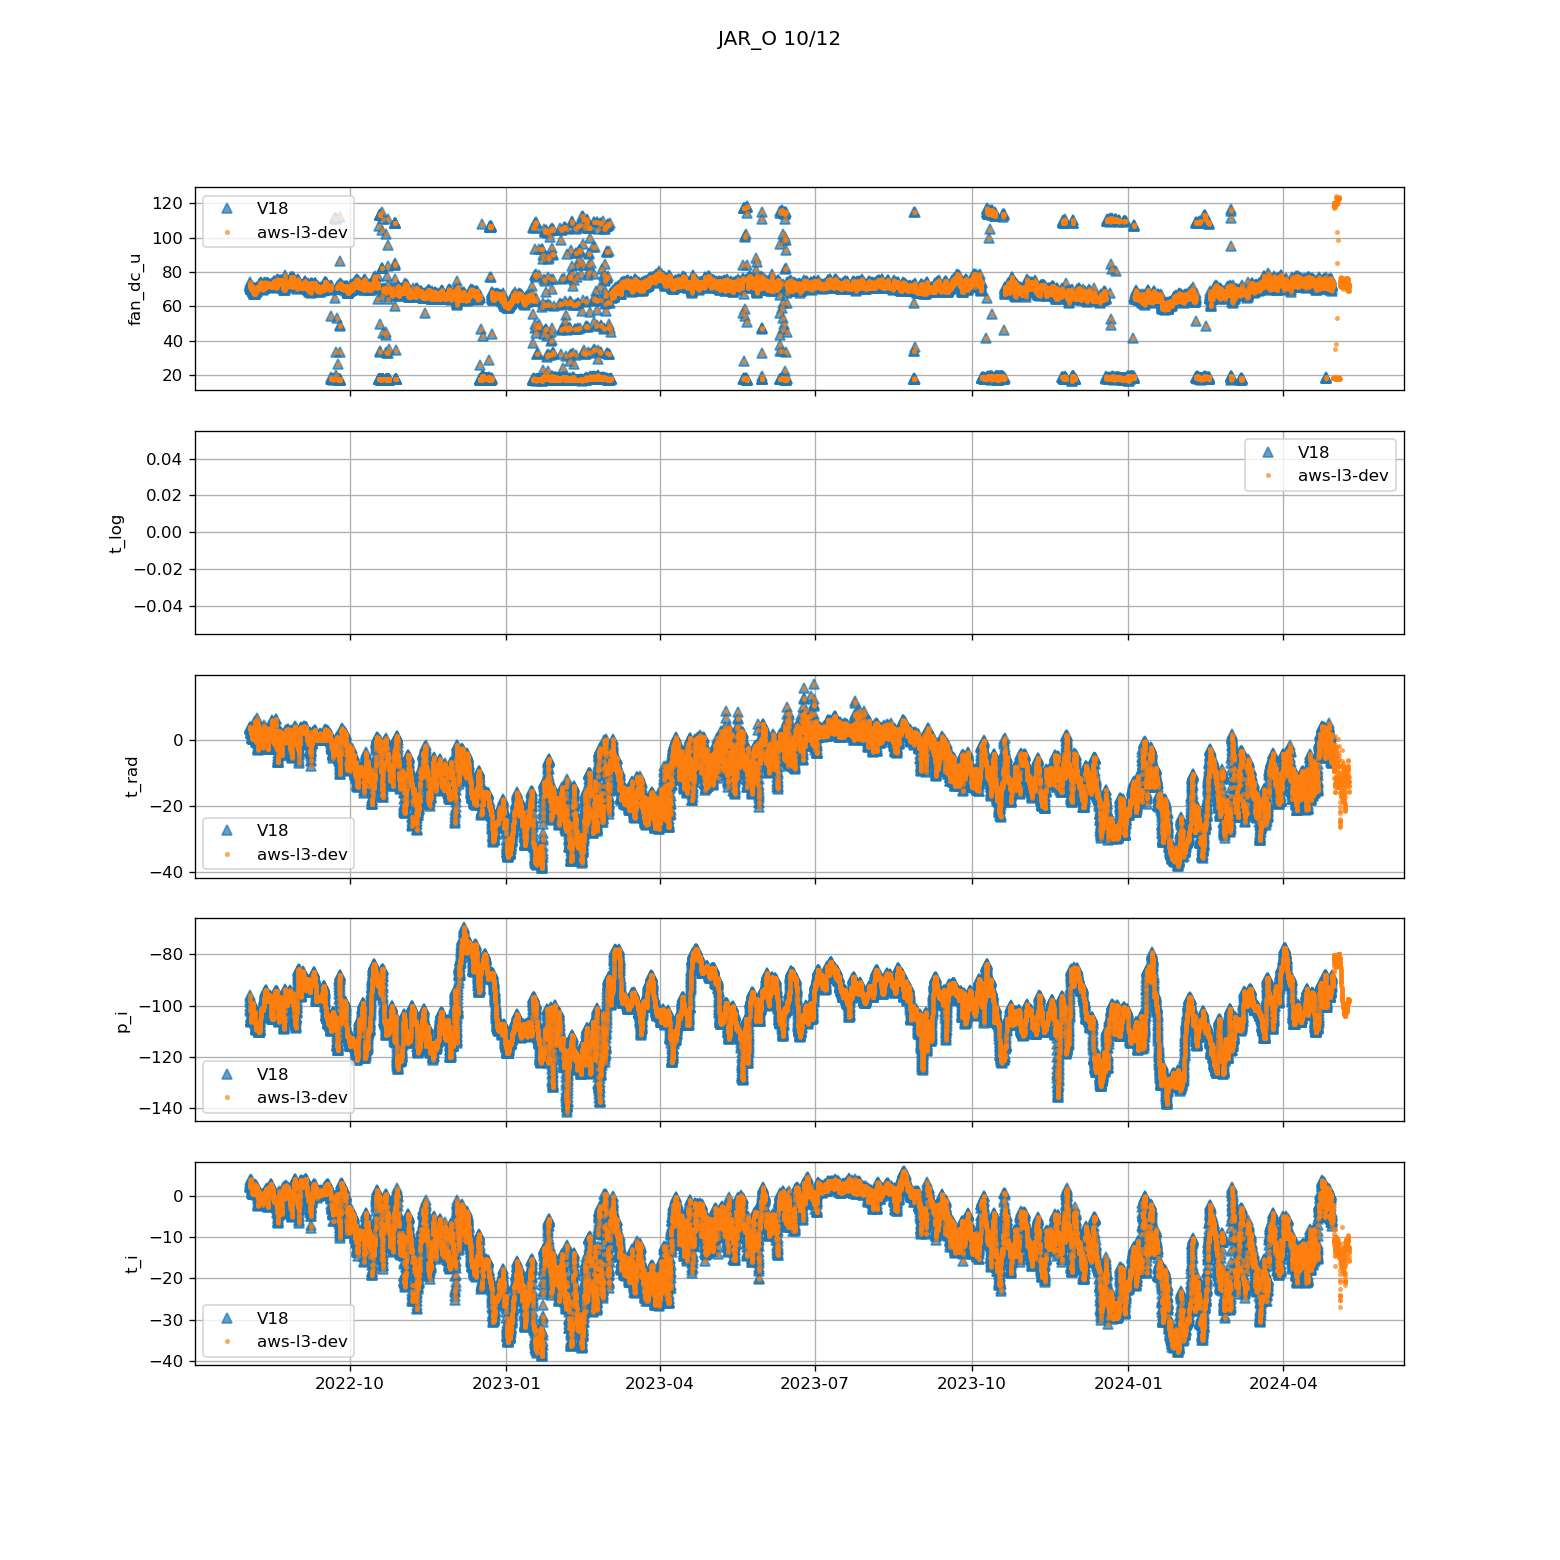 JAR_O 10/12
fan_dc_u
120
100
80
60
40
20
V18
aws-l3-dev
t_log
0.04
0.02
0.00
−0.02
−0.04
V18
aws-l3-dev
t_rad
0
−20
−40
V18
aws-l3-dev
p_i
−80
−100
−120
−140
V18
aws-l3-dev
t_i
0
−10
−20
−30
−40
V18
aws-l3-dev
2022-10 2023-01 2023-04 2023-07 2023-10 2024-01 2024-04